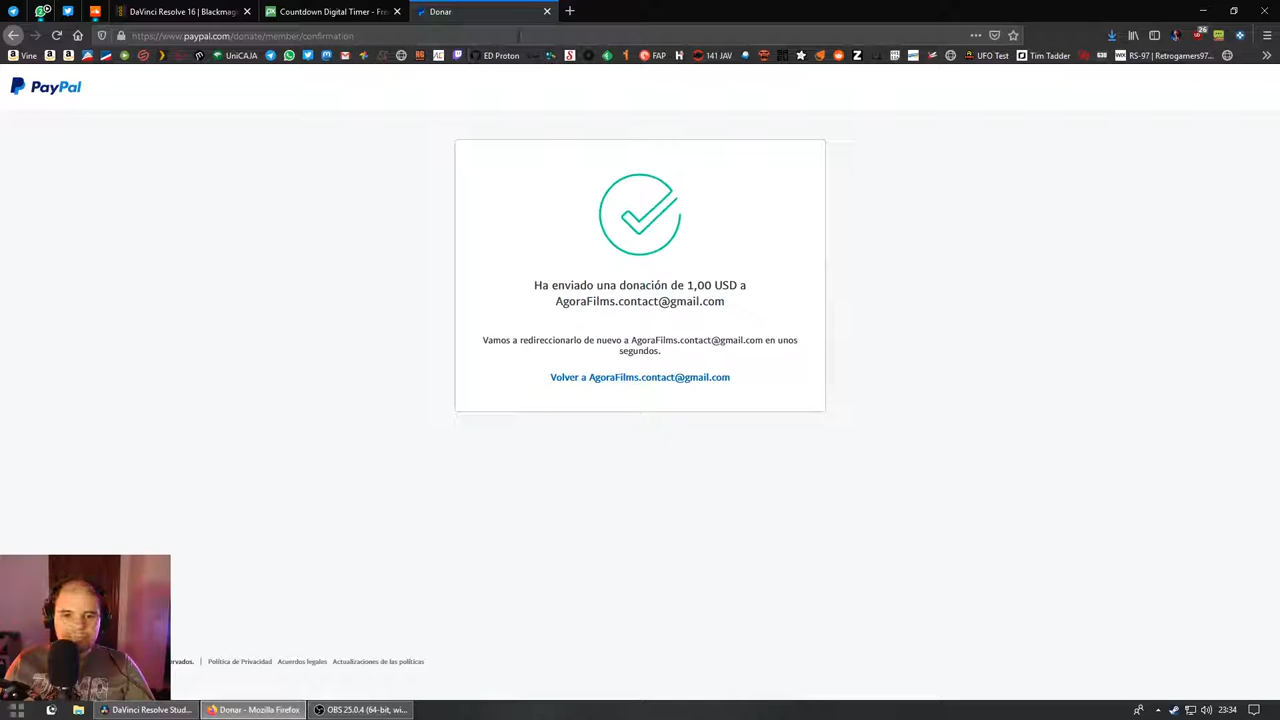 DaVinci Resolve 16 | Blackmag
Countdown Digital Timer - Fre
Donar
https://www.paypal.com/donate/member/confirmation
26
Vine
UniCAJA
ED Proton
FAP
141 JAV
UFO Test
Tim Tadder
RS-97 | Retrogamers97...
PayPal
Ha enviado una donación de 1,00 USD a
AgoraFilms.contact@gmail.com
Vamos a redireccionarlo de nuevo a AgoraFilms.contact@gmail.com en unos
segundos.
Volver a AgoraFilms.contact@gmail.com
ervados. | Política de Privacidad Acuerdos legales Actualizaciones de las políticas
DaVinci Resolve Stud...
Donar - Mozilla Firefox
OBS 25.0.4 (64-bit, wi...
23:34